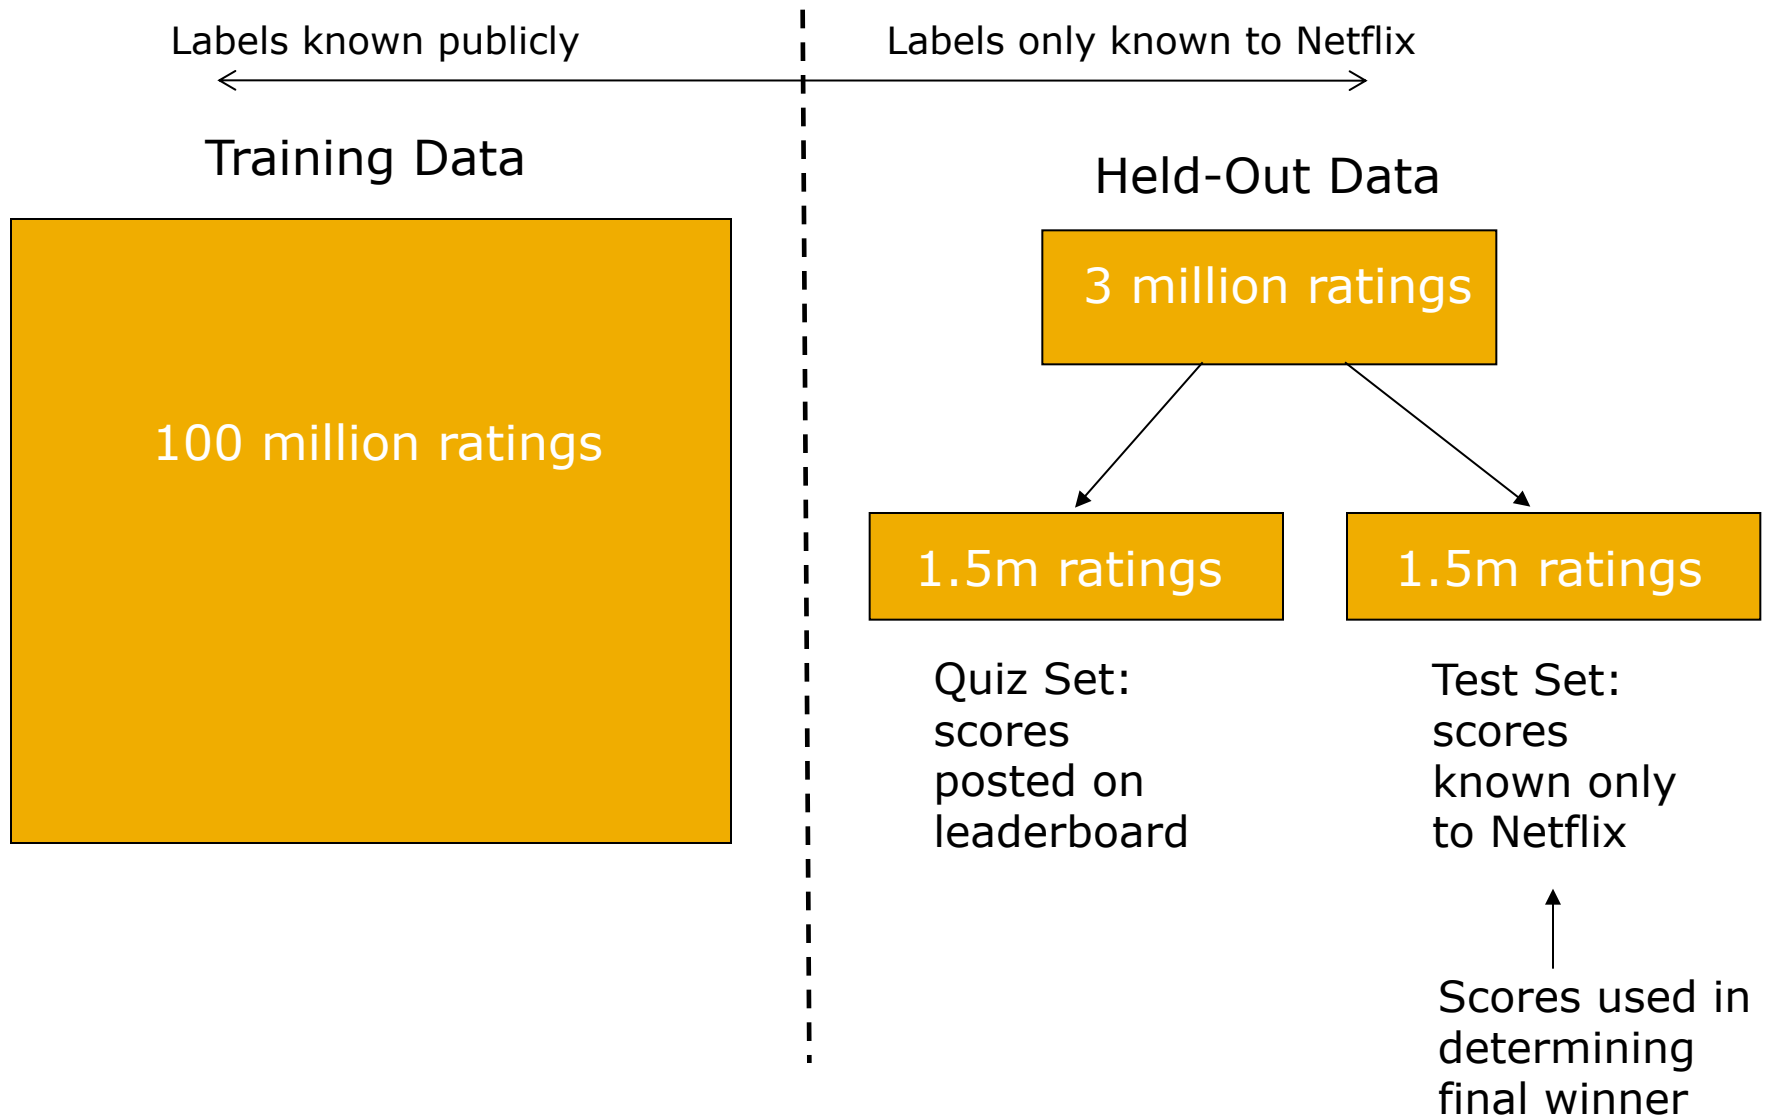 Labels known publicly
Labels only known to Netflix
Training Data
Held-Out Data
100 million ratings
3 million ratings
1.5m ratings
1.5m ratings
Quiz Set:
scores
posted on
leaderboard
Test Set:
scores
known only
to Netflix
Scores used in
determining
final winner